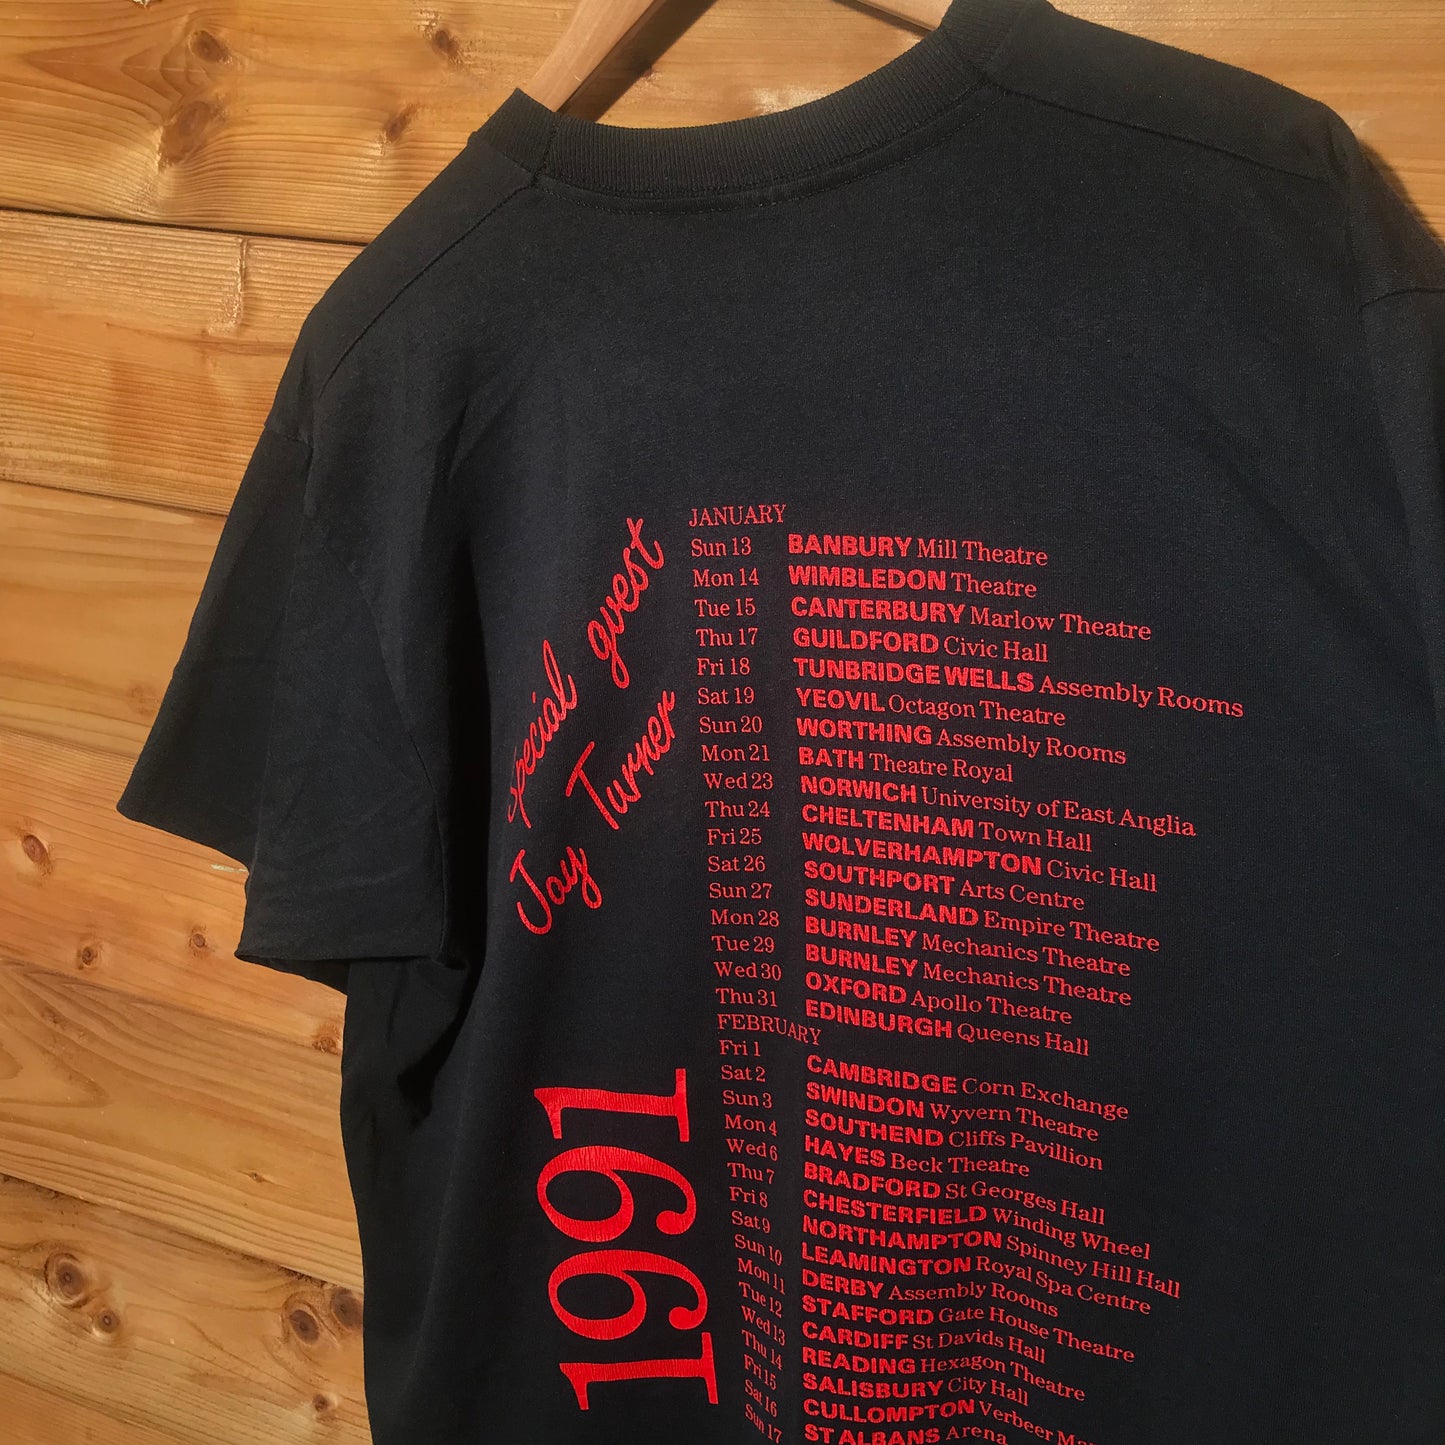 Special guest
Jay Turner
1991
JANUARY
Sun 13 BANBURY Mill Theatre
Mon 14 WIMBLEDON Theatre
Tue 15 CANTERBURY Marlow Theatre
Thu 17 GUILDFORD Civic Hall
Fri 18 TUNBRIDGE WELLS Assembly Rooms
Sat 19 YEOVIL Octagon Theatre
Sun 20 WORTHING Assembly Rooms
Mon 21 BATH Theatre Royal
Wed 23 NORWICH University of East Anglia
Thu 24 CHELTENHAM Town Hall
Fri 25 WOLVERHAMPTON Civic Hall
Sat 26 SOUTHPORT Arts Centre
Sun 27 SUNDERLAND Empire Theatre
Mon 28 BURNLEY Mechanics Theatre
Tue 29 BURNLEY Mechanics Theatre
Wed 30 OXFORD Apollo Theatre
Thu 31 EDINBURGH Queens Hall
FEBRUARY
Fri 1 CAMBRIDGE Corn Exchange
Sat 2 SWINDON Wyvern Theatre
Sun 3 SOUTHEND Cliffs Pavillion
Mon 4 HAYES Beck Theatre
Wed 6 BRADFORD St Georges Hall
Thu 7 CHESTERFIELD Winding Wheel
Fri 8 NORTHAMPTON Spinney Hill Hall
Sat 9 LEAMINGTON Royal Spa Centre
Sun 10 DERBY Assembly Rooms
Mon 11 STAFFORD Gate House Theatre
Tue 12 CARDIFF St Davids Hall
Wed 13 READING Hexagon Theatre
Thu 14 SALISBURY City Hall
Fri 15 CULLOMPTON Verbeer
Sat 16 ST ALBANS Arena
Sun 17